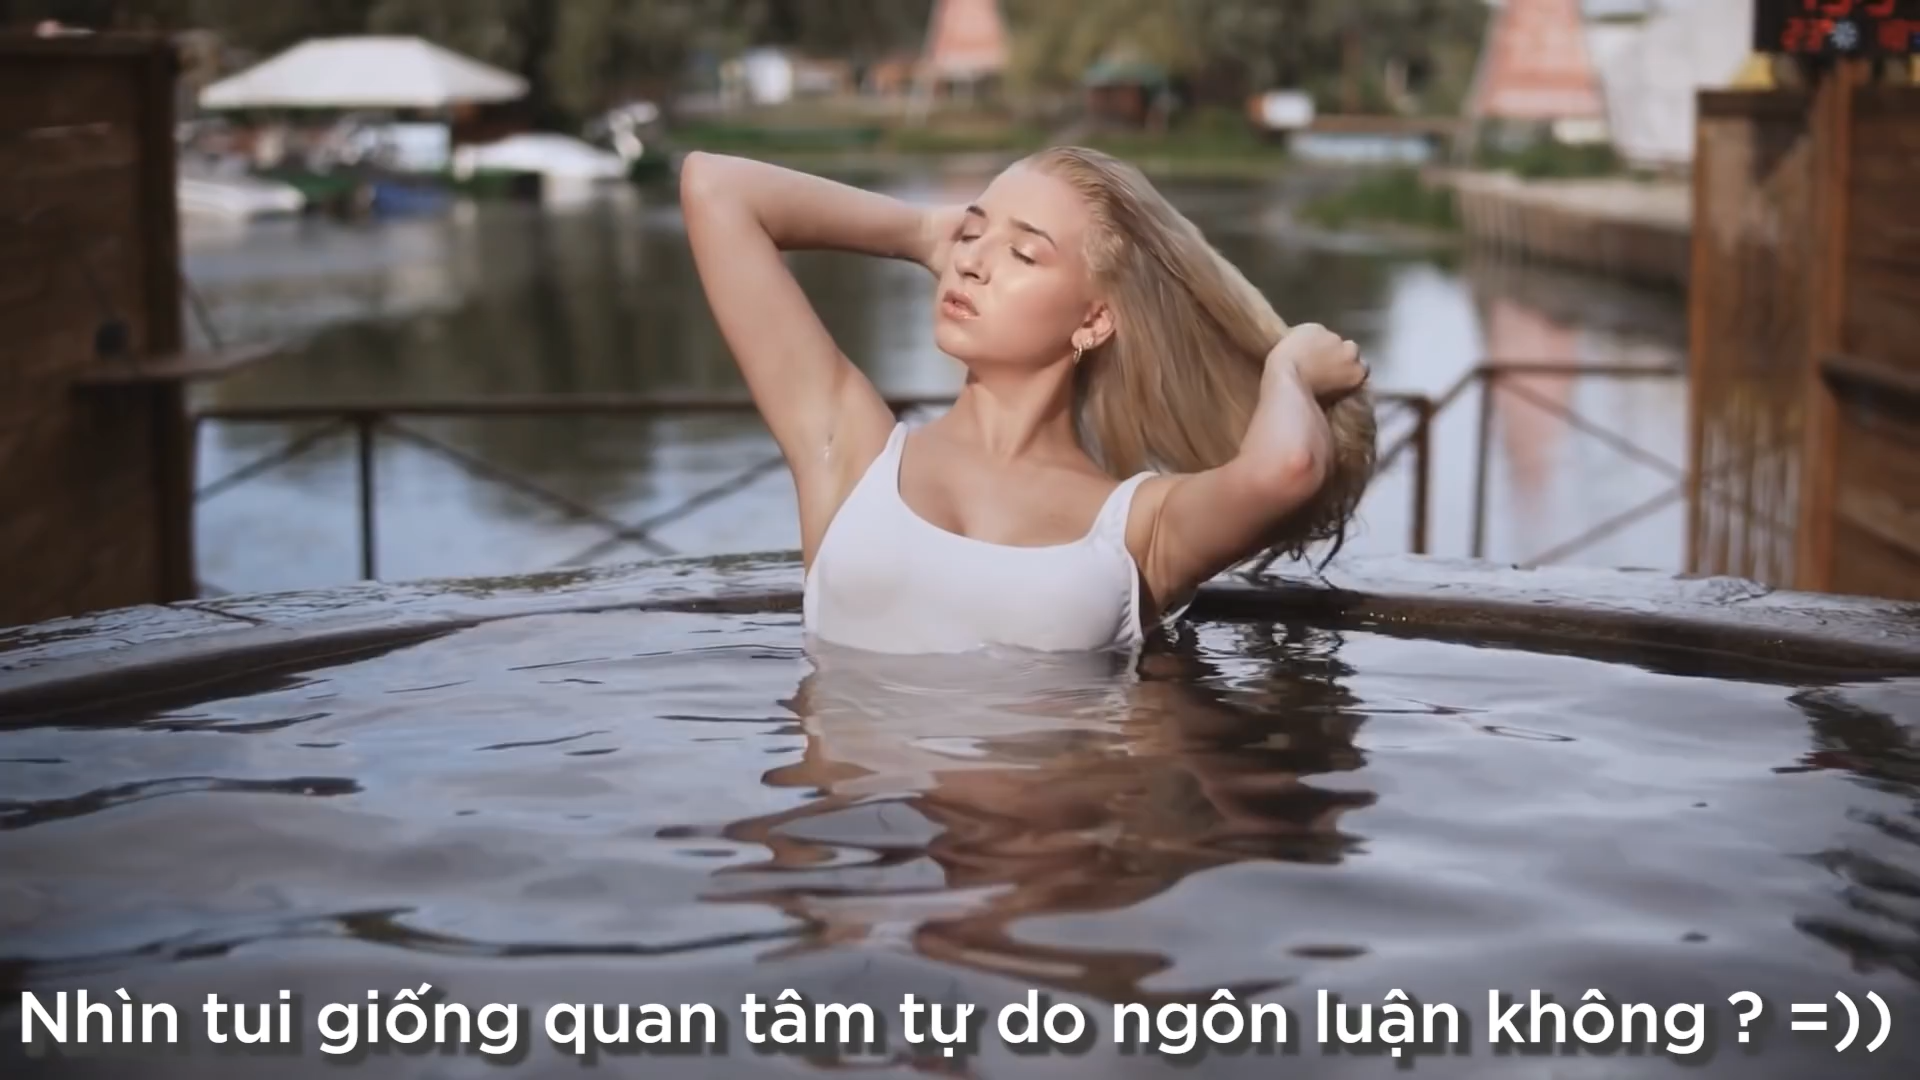 Nhìn tui giống quan tâm tự do ngôn luận không ? =))